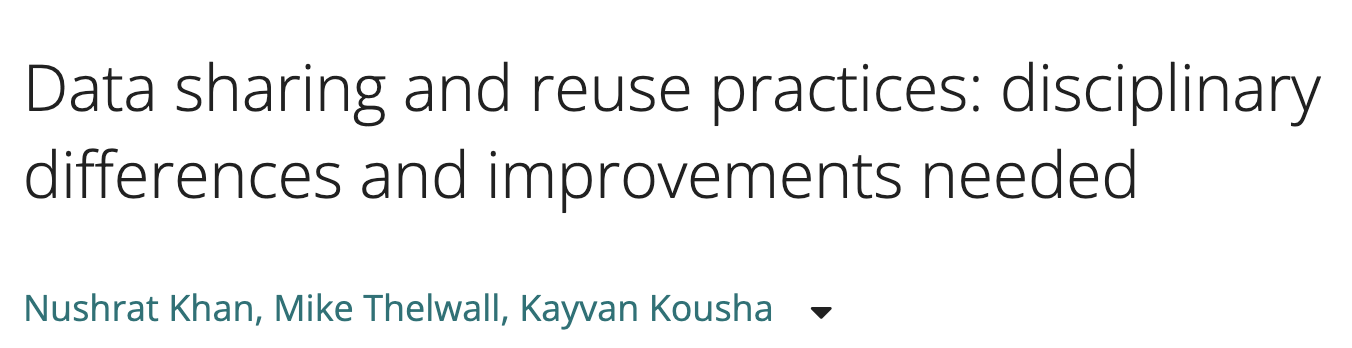 Data sharing and reuse practices: disciplinary
differences and improvements needed
Nushrat Khan, Mike Thelwall, Kayvan Kousha